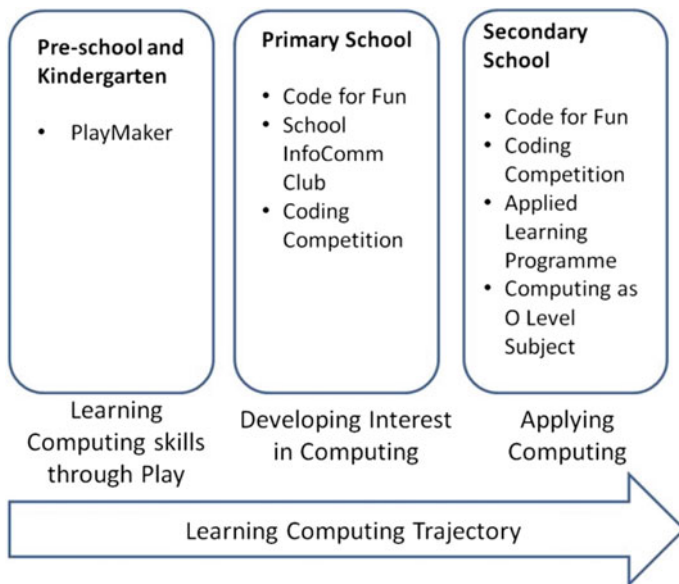 Pre-school and
Kindergarten
• PlayMaker
Primary School
• Code for Fun
• School
InfoComm
Club
• Coding
Competition
Secondary
School
• Code for Fun
• Coding
Competition
• Applied
Learning
Programme
• Computing as
O Level
Subject
Learning
Computing skills
through Play
Developing Interest
in Computing
Applying
Computing
Learning Computing Trajectory